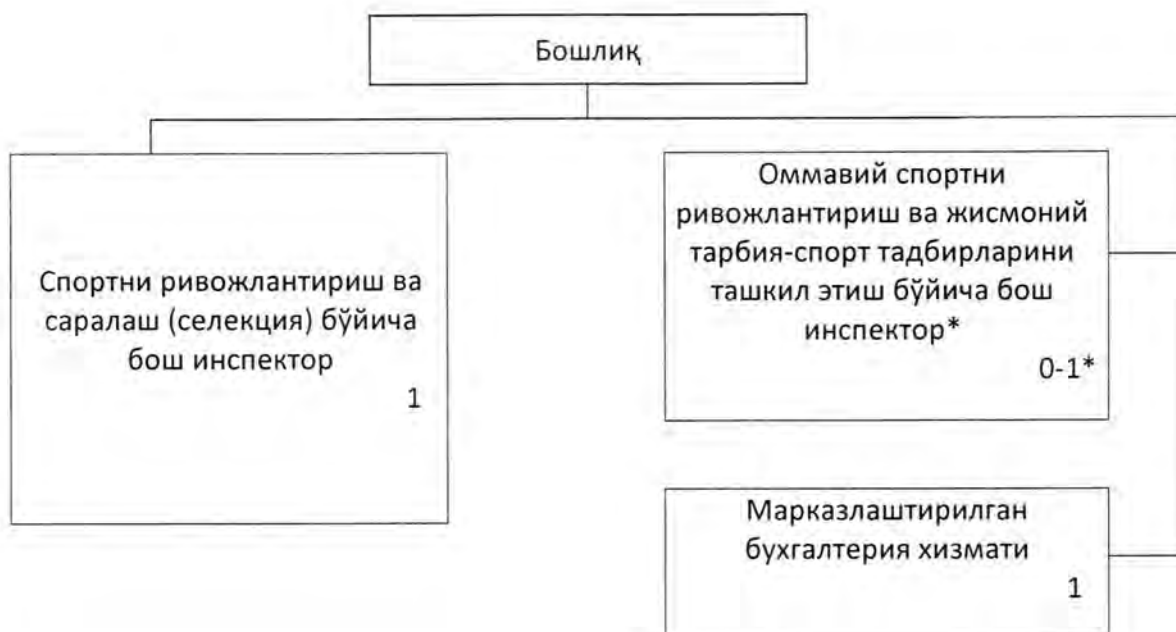 Бошлиқ
Спортни ривожлантириш ва
саралаш (селекция) бўйича
бош инспектор
1
Оммавий спортни
ривожлантириш ва жисмоний
тарбия-спорт тадбирларини
ташкил этиш бўйича бош
инспектор*
0-1*
Марказлаштирилган
бухгалтерия хизмати
1